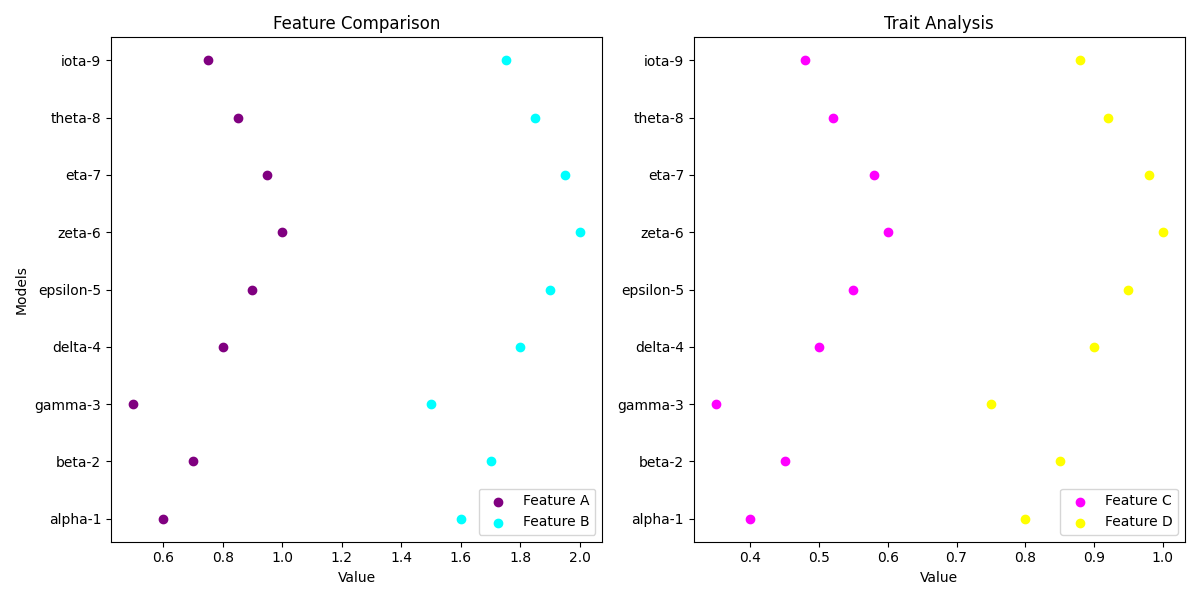 Feature Comparison
iota-9
theta-8
eta-7
zeta-6
epsilon-5
delta-4
gamma-3
beta-2
alpha-1
Models
Feature A
Feature B
0.6 0.8 1.0 1.2 1.4 1.6 1.8 2.0
Value
Trait Analysis
iota-9
theta-8
eta-7
zeta-6
epsilon-5
delta-4
gamma-3
beta-2
alpha-1
Feature C
Feature D
0.4 0.5 0.6 0.7 0.8 0.9 1.0
Value